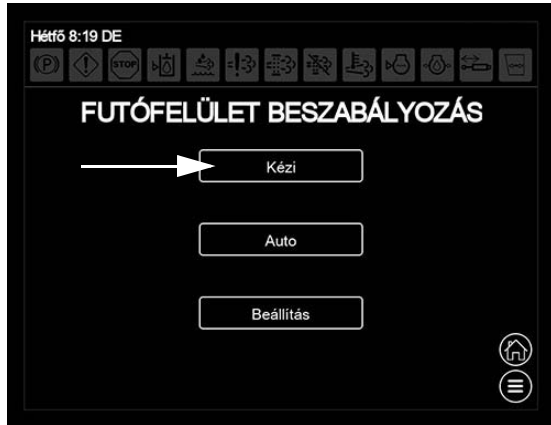 Hétfő 8:19 DE
P STOP
FUTÓFELÜLET BESZABÁLYOZÁS
Kézi
Auto
Beállítás